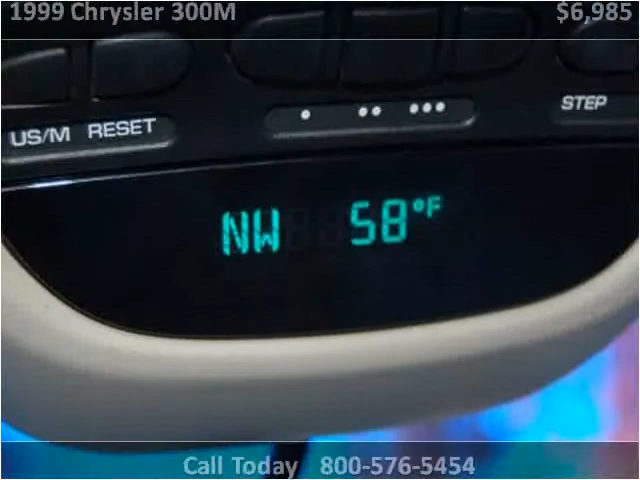 1999 Chrysler 300M $6,985
US/M RESET • •• ••• STEP
NW 58°F
Call Today 800-576-5454